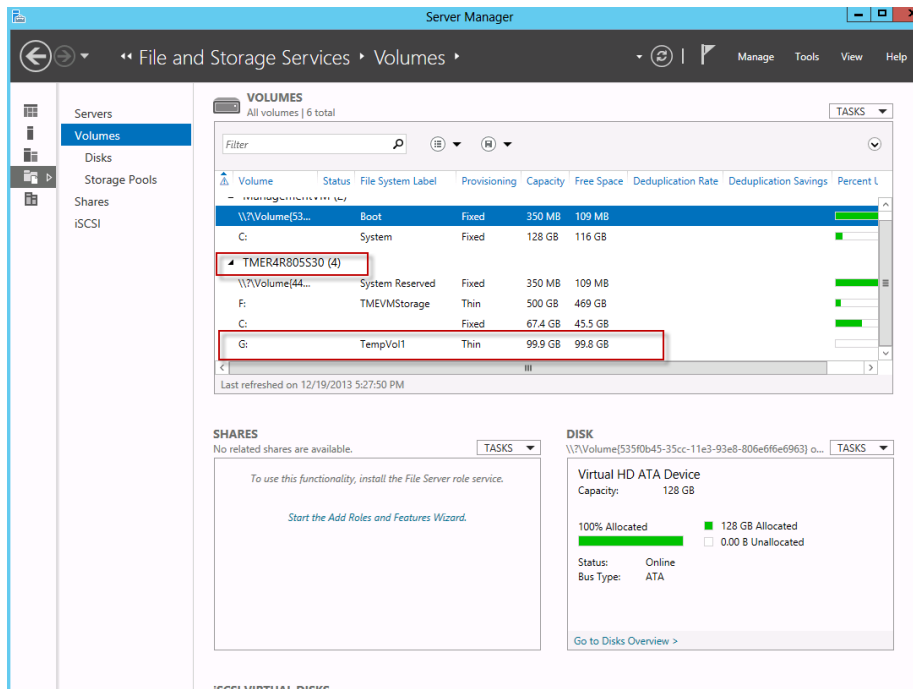 Server Manager
File and Storage Services ‣ Volumes ‣
Manage Tools View Help
Servers
Volumes
Disks
Storage Pools
Shares
iSCSI
VOLUMES
All volumes | 6 total
TASKS
Filter
Volume Status File System Label Provisioning Capacity Free Space Deduplication Rate Deduplication Savings Percent U
ManagementVM (2)
\\?\Volume{53... Boot Fixed 350 MB 109 MB
C: System Fixed 128 GB 116 GB
TMER4R805S30 (4)
\\?\Volume{44... System Reserved Fixed 350 MB 109 MB
F: TMEVMStorage Thin 500 GB 469 GB
C: Fixed 67.4 GB 45.5 GB
G: TempVol1 Thin 99.9 GB 99.8 GB
Last refreshed on 12/19/2013 5:27:50 PM
SHARES
No related shares are available.
TASKS
To use this functionality, install the File Server role service.
Start the Add Roles and Features Wizard.
DISK
\\?\Volume{535f0b45-35cc-11e3-93e8-806e6f6e6963} o...
TASKS
Virtual HD ATA Device
Capacity: 128 GB
100% Allocated
128 GB Allocated
0.00 B Unallocated
Status: Online
Bus Type: ATA
Go to Disks Overview >
iSCSI VIRTUAL DISKS